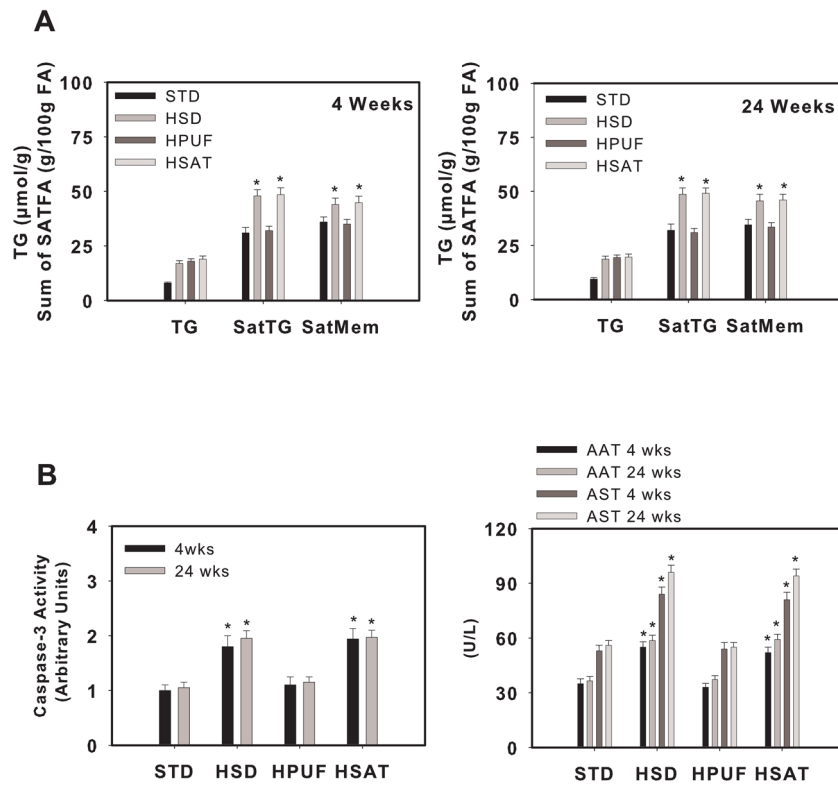 A
TG (μmol/g)
Sum of SATFA (g/100g FA)
100
75
50
25
0
STD
HSD
HPUF
HSAT
4 Weeks
* * * *
TG SatTG SatMem
TG (μmol/g)
Sum of SATFA (g/100g FA)
100
75
50
25
0
STD
HSD
HPUF
HSAT
24 Weeks
* * * *
TG SatTG SatMem
B
Caspase-3 Activity
(Arbitrary Units)
4
3
2
1
0
4wks
24 wks
* * * *
STD HSD HPUF HSAT
AAT 4 wks
AAT 24 wks
AST 4 wks
AST 24 wks
(U/L)
120
90
60
30
0
* * * * * * * *
STD HSD HPUF HSAT